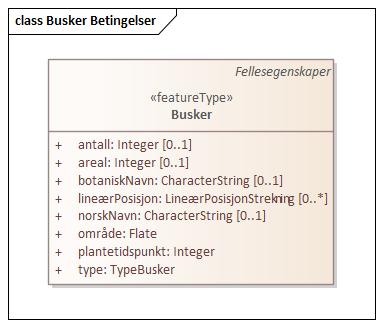 class Busker Betingelser
Fellesegenskaper
«featureType»
Busker
+ antall: Integer [0..1]
+ areal: Integer [0..1]
+ botaniskNavn: CharacterString [0..1]
+ lineærPosisjon: LineærPosisjonStrekning [0..*]
+ norskNavn: CharacterString [0..1]
+ område: Flate
+ plantetidspunkt: Integer
+ type: TypeBusker